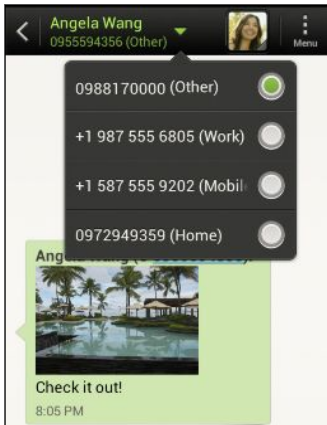 Angela Wang
0955594356 (Other)
Menu
0988170000 (Other)
+1 987 555 6805 (Work)
+1 587 555 9202 (Mobil
0972949359 (Home)
Angela Wang
Check it out!
8:05 PM